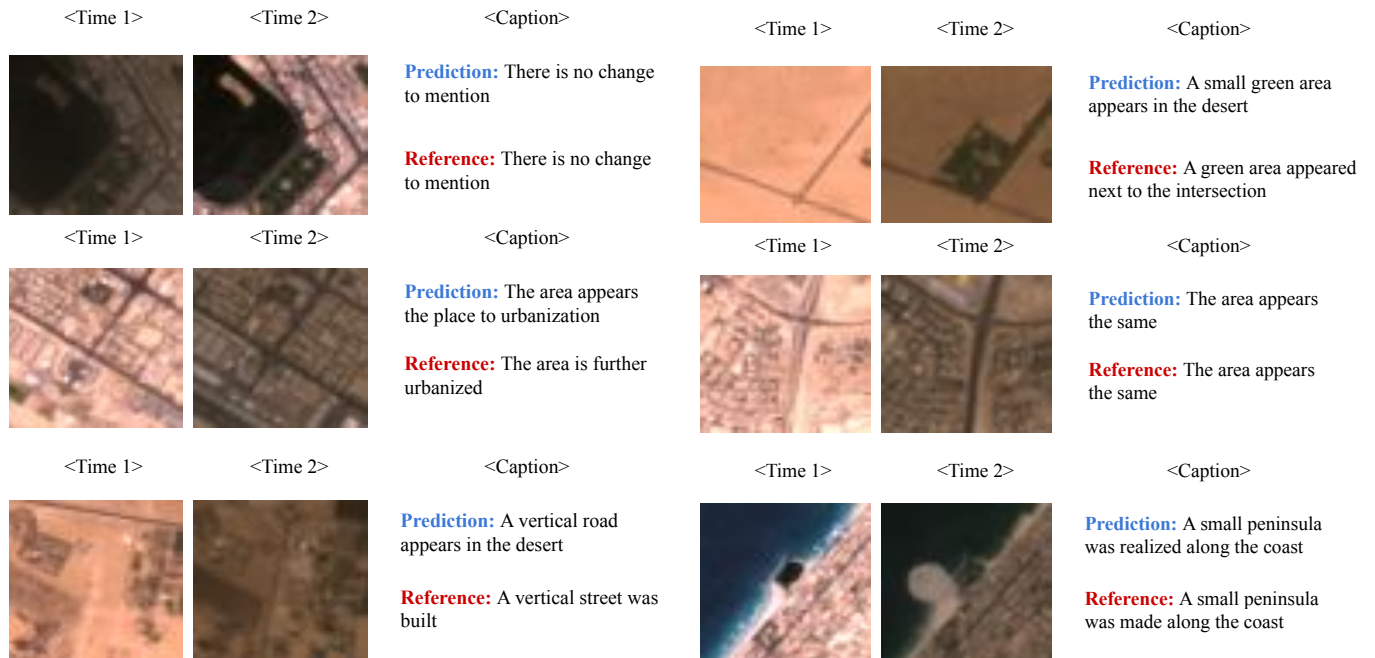 <Time 1>
<Time 2>
<Caption>
Prediction: There is no change
to mention
Reference: There is no change
to mention
<Time 1>
<Time 2>
<Caption>
Prediction: A small green area
appears in the desert
Reference: A green area appeared
next to the intersection
<Time 1>
<Time 2>
<Caption>
Prediction: The area appears
the place to urbanization
Reference: The area is further
urbanized
<Time 1>
<Time 2>
<Caption>
Prediction: The area appears
the same
Reference: The area appears
the same
<Time 1>
<Time 2>
<Caption>
Prediction: A vertical road
appears in the desert
Reference: A vertical street was
built
<Time 1>
<Time 2>
<Caption>
Prediction: A small peninsula
was realized along the coast
Reference: A small peninsula
was made along the coast